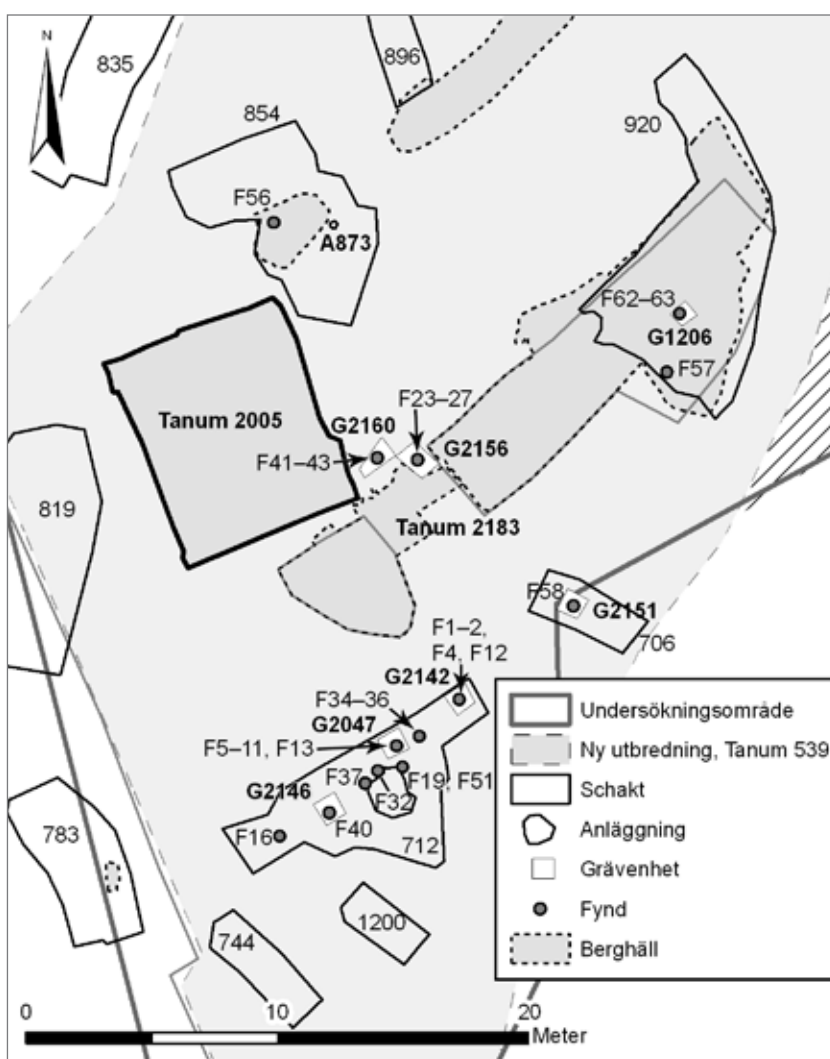 N
835
896
854
920
F56
A873
F62–63
G1206
F57
Tanum 2005
G2160
F23–27
G2156
F41–43
819
Tanum 2183
F58
G2151
706
F1–2,
F4, F12
G2142
F34–36
G2047
F5–11, F13
F37
F19, F51
F32
G2146
F40
F16
712
783
1200
744
Undersökningsområde
Ny utbredning, Tanum 539
Schakt
Anläggning
Grävenhet
Fynd
Berghäll
0 10 20
Meter